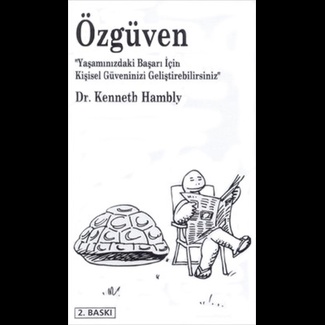 Özgüven
"Yaşamınızdaki Başarı İçin
Kişisel Güveninizi Geliştirebilirsiniz"
Dr. Kenneth Hambly
2. BASKI